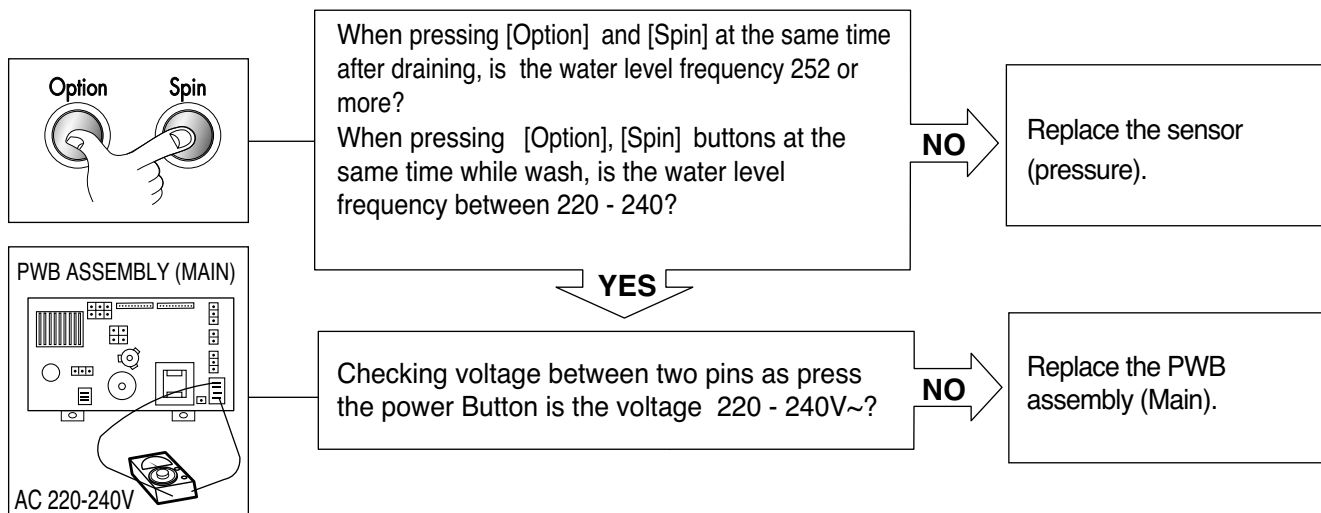 Option Spin
When pressing [Option] and [Spin] at the same time
after draining, is the water level frequency 252 or
more?
When pressing [Option], [Spin] buttons at the
same time while wash, is the water level
frequency between 220 - 240?
NO
Replace the sensor
(pressure).
YES
PWB ASSEMBLY (MAIN)
AC 220-240V
Checking voltage between two pins as press
the power Button is the voltage 220 - 240V~?
NO
Replace the PWB
assembly (Main).